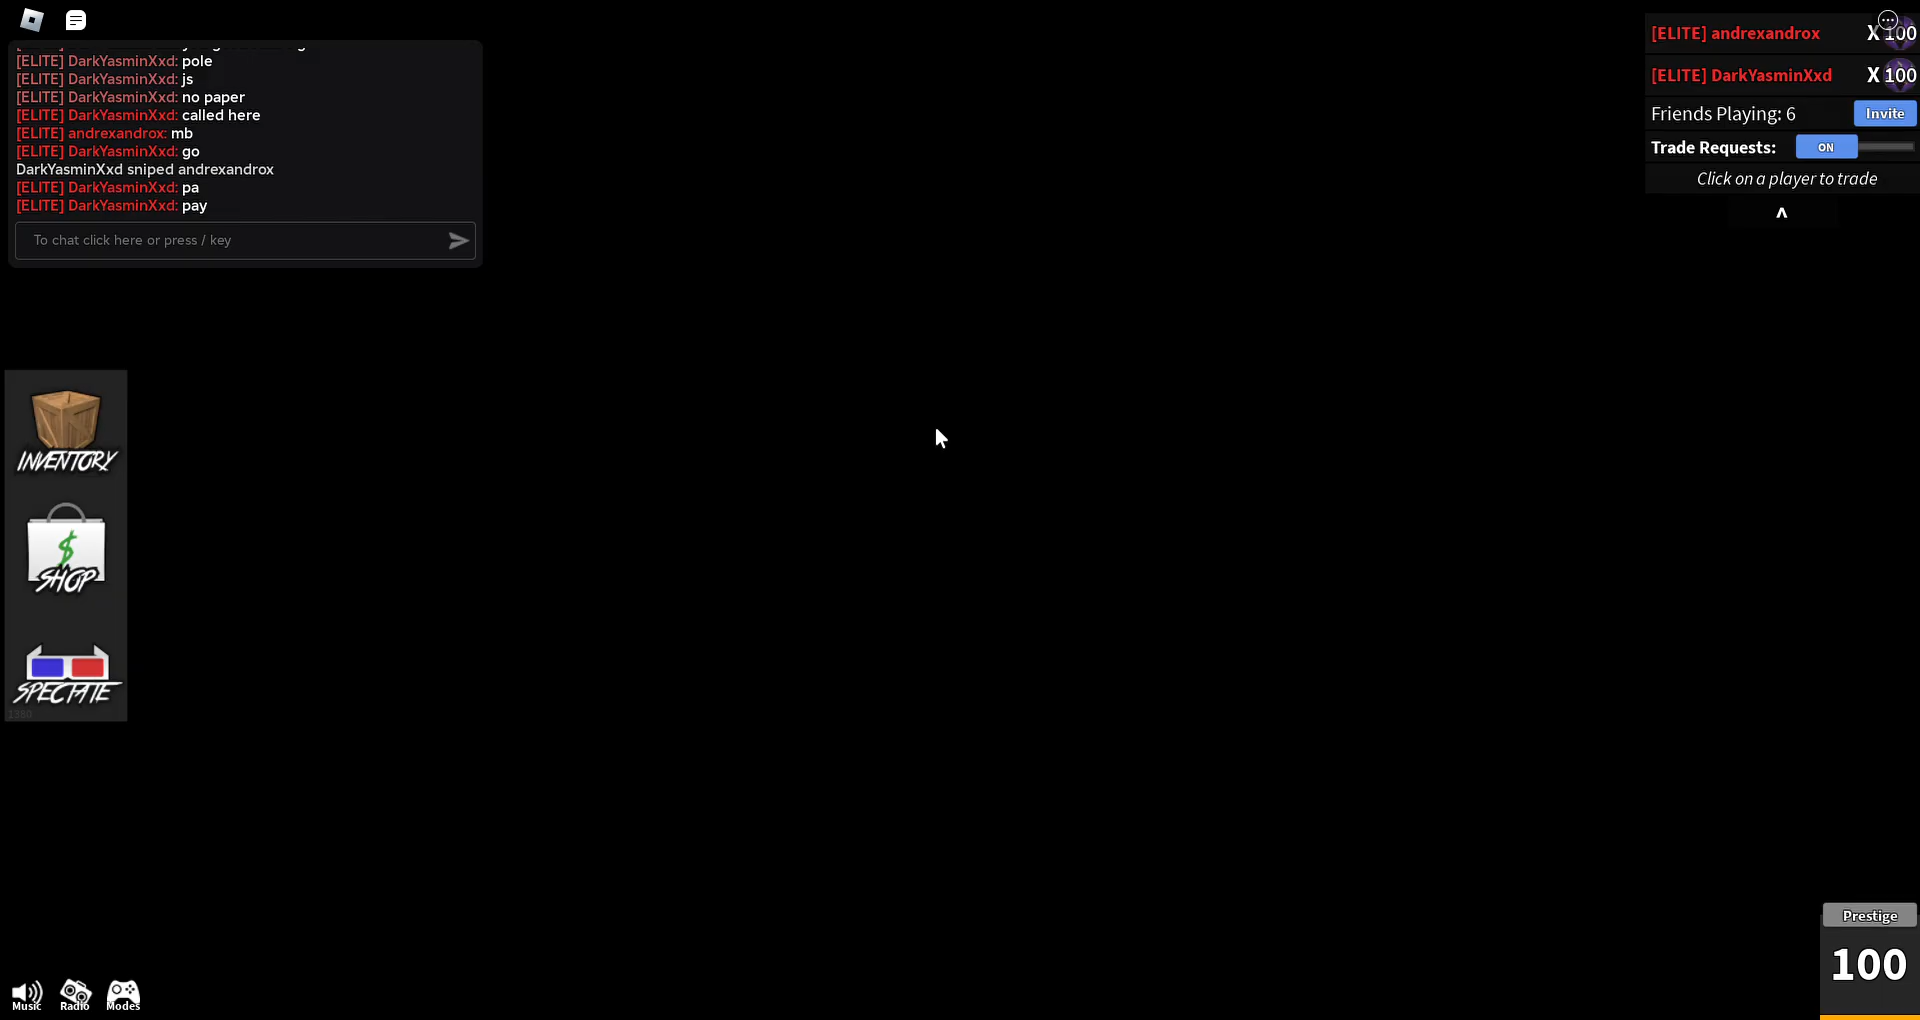 [ELITE] DarkYasminXxd: pole
[ELITE] DarkYasminXxd: js
[ELITE] DarkYasminXxd: no paper
[ELITE] DarkYasminXxd: called here
[ELITE] andrexandrox: mb
[ELITE] DarkYasminXxd: go
DarkYasminXxd sniped andrexandrox
[ELITE] DarkYasminXxd: pa
[ELITE] DarkYasminXxd: pay
To chat click here or press / key
[ELITE] andrexandrox X 100
[ELITE] DarkYasminXxd X 100
Friends Playing: 6 Invite
Trade Requests: ON
Click on a player to trade
INVENTORY
$
SHOP
SPECTATE
1380
Prestige
100
Music Radio Modes